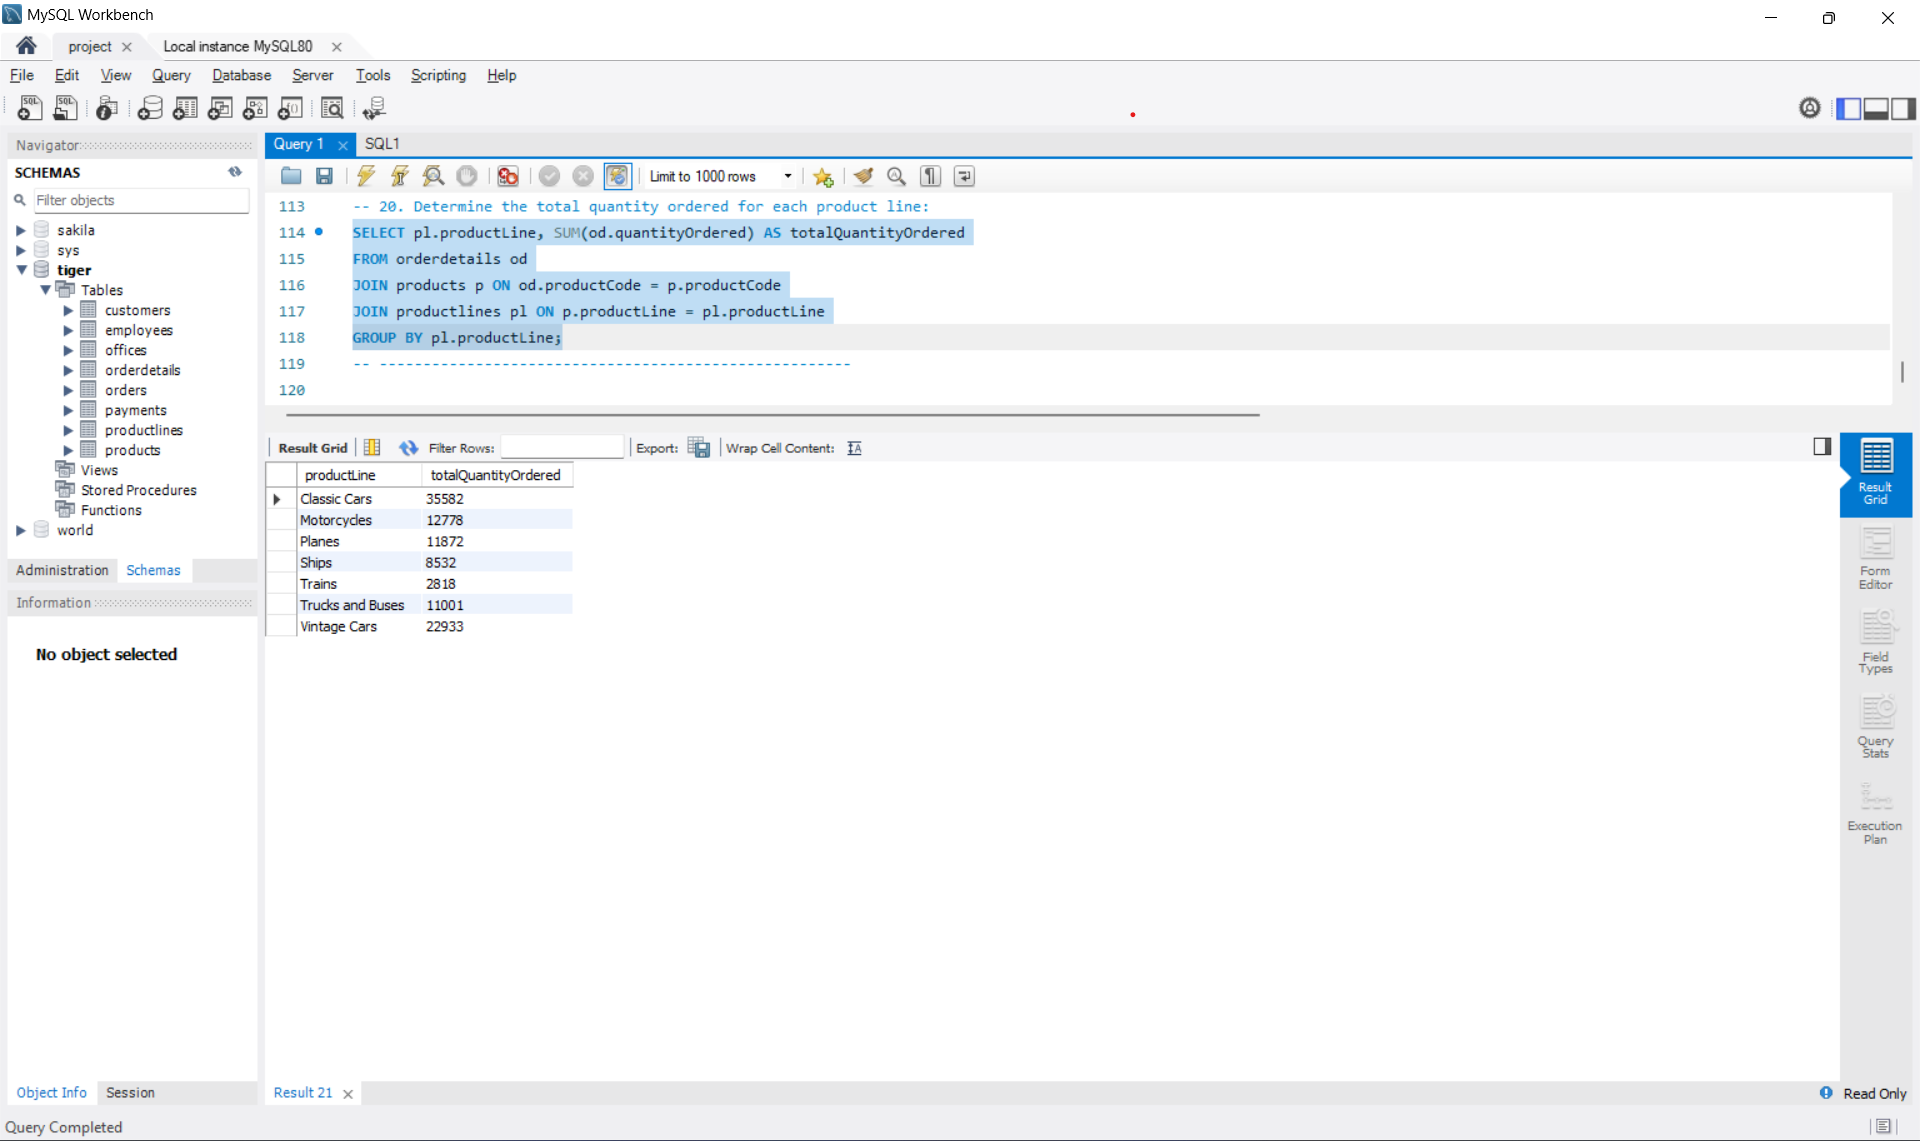 MySQL Workbench
project
Local instance MySQL80
File Edit View Query Database Server Tools Scripting Help
Navigator
SCHEMAS
Filter objects
sakila
sys
tiger
Tables
customers
employees
offices
orderdetails
orders
payments
productlines
products
Views
Stored Procedures
Functions
world
Administration Schemas
Information
No object selected
Object Info Session
Query 1 SQL1
Limit to 1000 rows
113 -- 20. Determine the total quantity ordered for each product line:
114 SELECT pl.productLine, SUM(od.quantityOrdered) AS totalQuantityOrdered
115 FROM orderdetails od
116 JOIN products p ON od.productCode = p.productCode
117 JOIN productlines pl ON p.productLine = pl.productLine
118 GROUP BY pl.productLine;
119 -- ------------------------------------------------------
120
Result Grid Filter Rows: Export: Wrap Cell Content:
productLine totalQuantityOrdered
Classic Cars 35582
Motorcycles 12778
Planes 11872
Ships 8532
Trains 2818
Trucks and Buses 11001
Vintage Cars 22933
Result
Grid
Form
Editor
Field
Types
Query
Stats
Execution
Plan
Result 21
Read Only
Query Completed